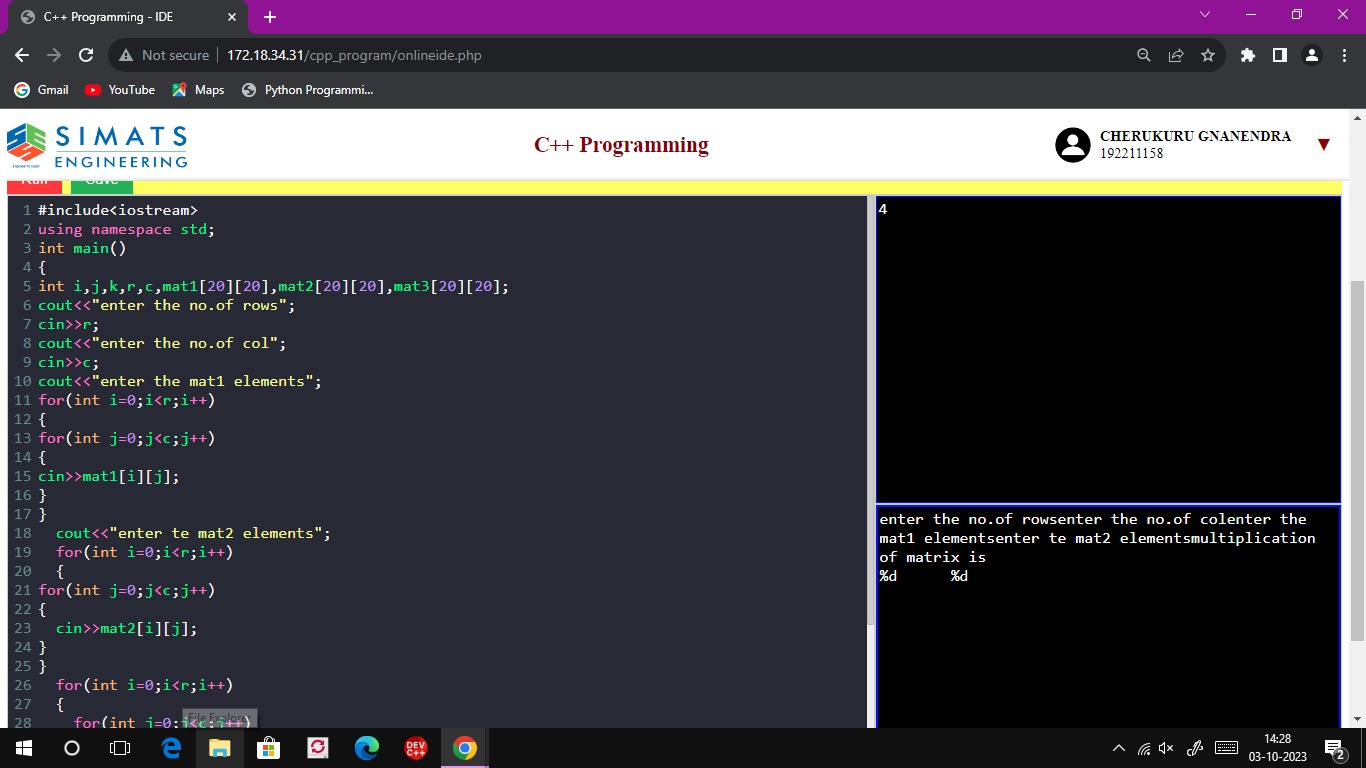 C++ Programming - IDE
Not secure
172.18.34.31/cpp_program/onlineide.php
Gmail
YouTube
Maps
Python Programmi...
SIMATS
ENGINEERING
C++ Programming
CHERUKURU GNANENDRA
192211158
Run
Save
1 #include<iostream>
2 using namespace std;
3 int main()
4 {
5 int i,j,k,r,c,mat1[20][20],mat2[20][20],mat3[20][20];
6 cout<<"enter the no.of rows";
7 cin>>r;
8 cout<<"enter the no.of col";
9 cin>>c;
10 cout<<"enter the mat1 elements";
11 for(int i=0;i<r;i++)
12 {
13 for(int j=0;j<c;j++)
14 {
15 cin>>mat1[i][j];
16 }
17 }
18   cout<<"enter te mat2 elements";
19   for(int i=0;i<r;i++)
20   {
21 for(int j=0;j<c;j++)
22 {
23   cin>>mat2[i][j];
24 }
25 }
26   for(int i=0;i<r;i++)
27   {
28     for(int j=0;j<c;j++)
File Explorer
4
enter the no.of rowsenter the no.of colenter the
mat1 elementsenter te mat2 elementsmultiplication
of matrix is
%d      %d
DEV
C++
14:28
03-10-2023
2